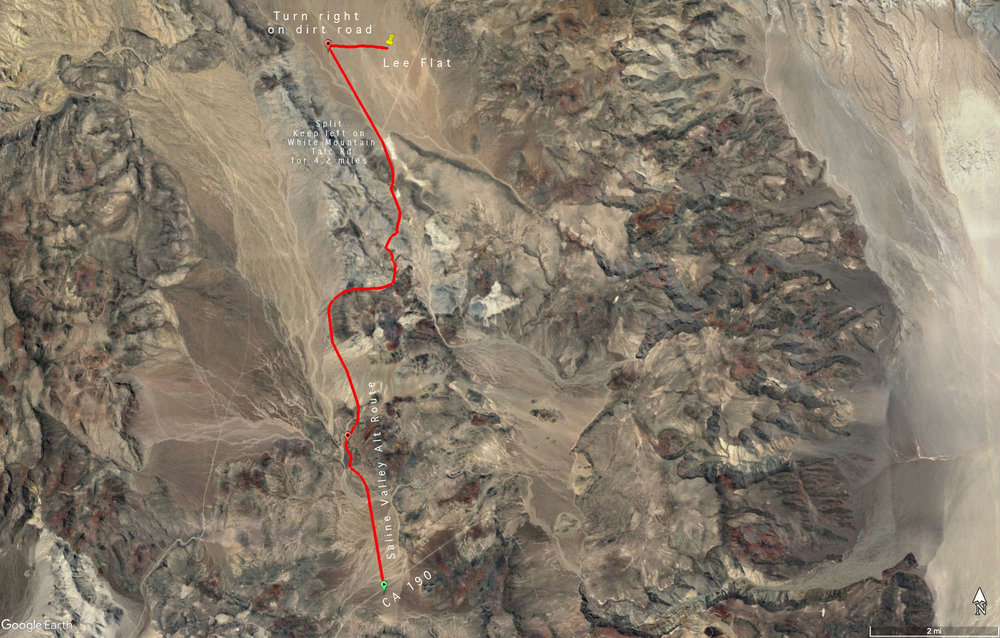 Turn right
on dirt road
Lee Flat
Split
Keep left on
White Mountain
Talc Rd
for 4.2 miles
Saline Valley Alt Route
CA 190
Google Earth
N
2 mi